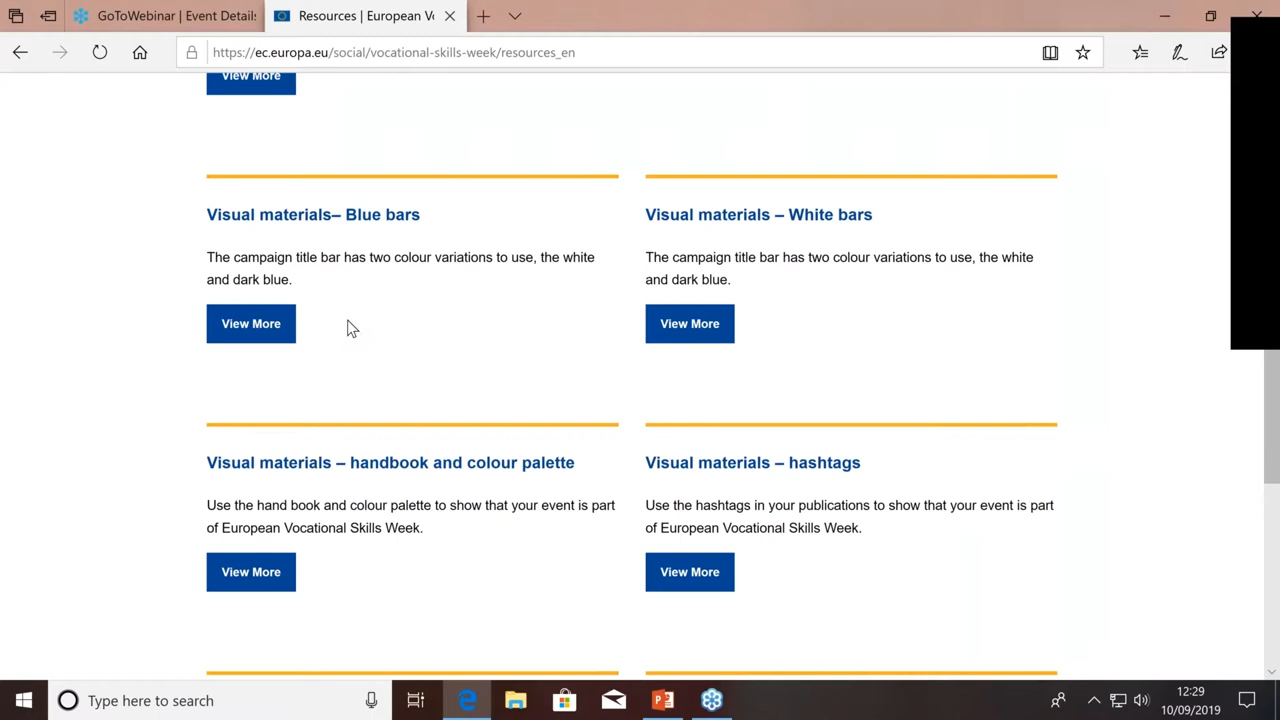 GoToWebinar | Event Details
Resources | European Vo
https://ec.europa.eu/social/vocational-skills-week/resources_en
View More
Visual materials– Blue bars
The campaign title bar has two colour variations to use, the white
and dark blue.
View More
Visual materials – White bars
The campaign title bar has two colour variations to use, the white
and dark blue.
View More
Visual materials – handbook and colour palette
Use the hand book and colour palette to show that your event is part
of European Vocational Skills Week.
View More
Visual materials – hashtags
Use the hashtags in your publications to show that your event is part
of European Vocational Skills Week.
View More
Type here to search
12:29
10/09/2019